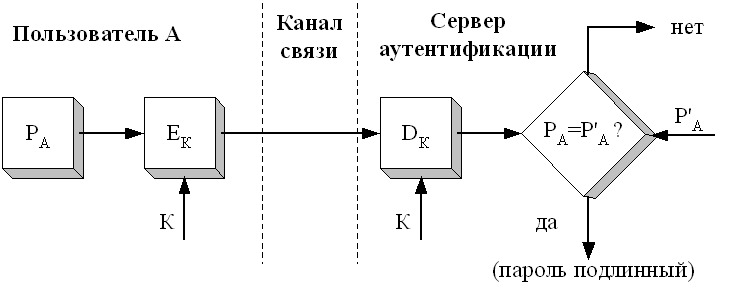 Пользователь А
Канал
связи
Сервер
аутентификации
нет
P_A
E_K
D_K
P_A=P'_A ?
P'_A
К
К
да
(пароль подлинный)